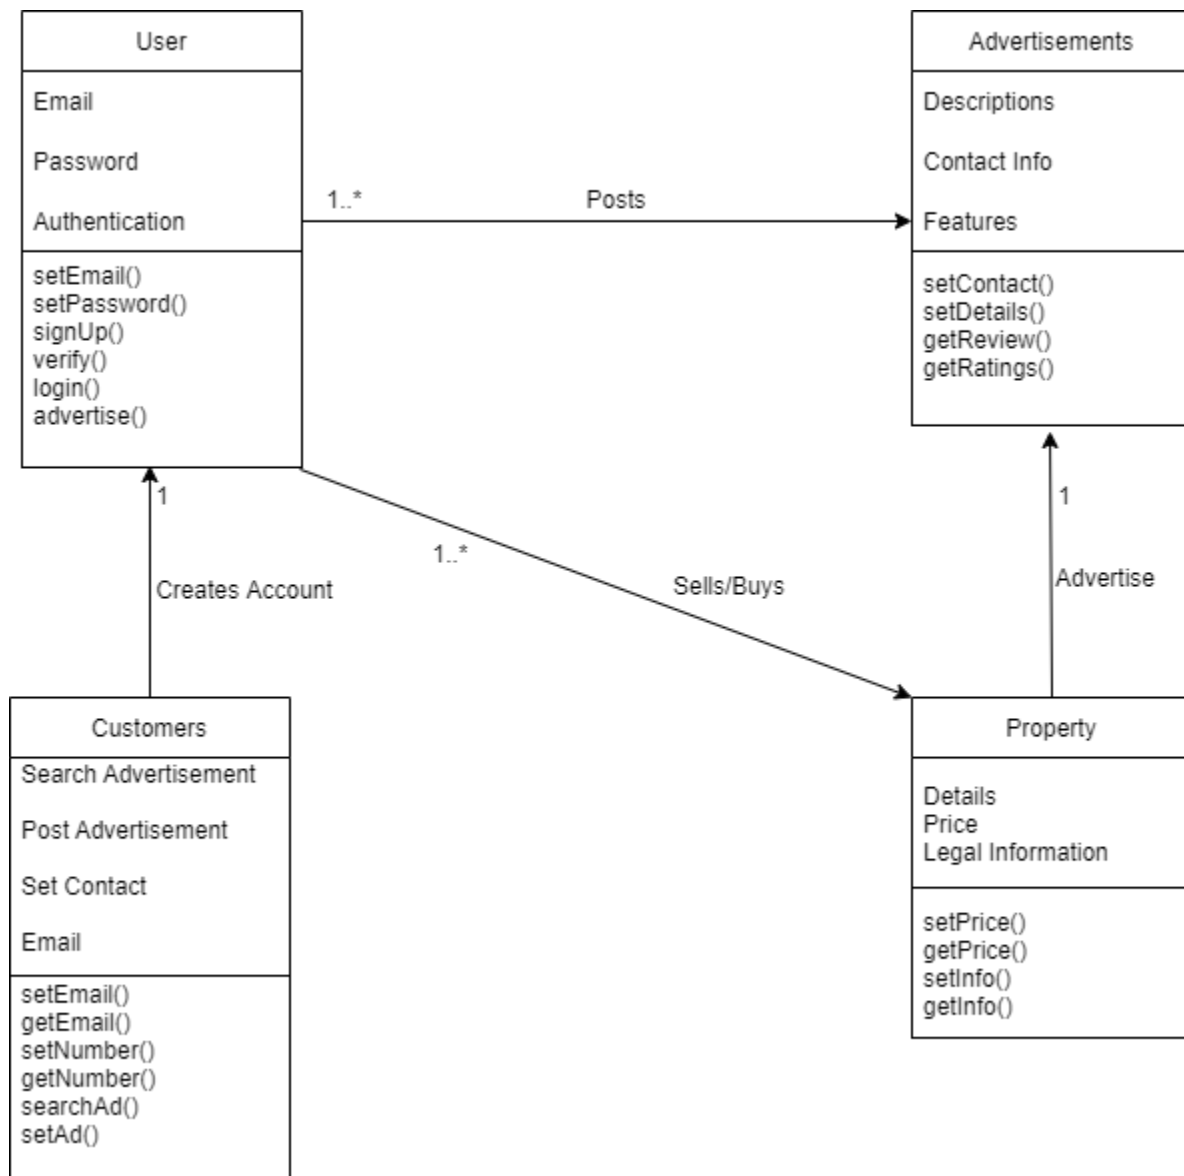 User
Email
Password
Authentication
setEmail()
setPassword()
signUp()
verify()
login()
advertise()
1..*
Posts
Advertisements
Descriptions
Contact Info
Features
setContact()
setDetails()
getReview()
getRatings()
1
Creates Account
1..*
Sells/Buys
1
Advertise
Customers
Search Advertisement
Post Advertisement
Set Contact
Email
setEmail()
getEmail()
setNumber()
getNumber()
searchAd()
setAd()
Property
Details
Price
Legal Information
setPrice()
getPrice()
setInfo()
getInfo()